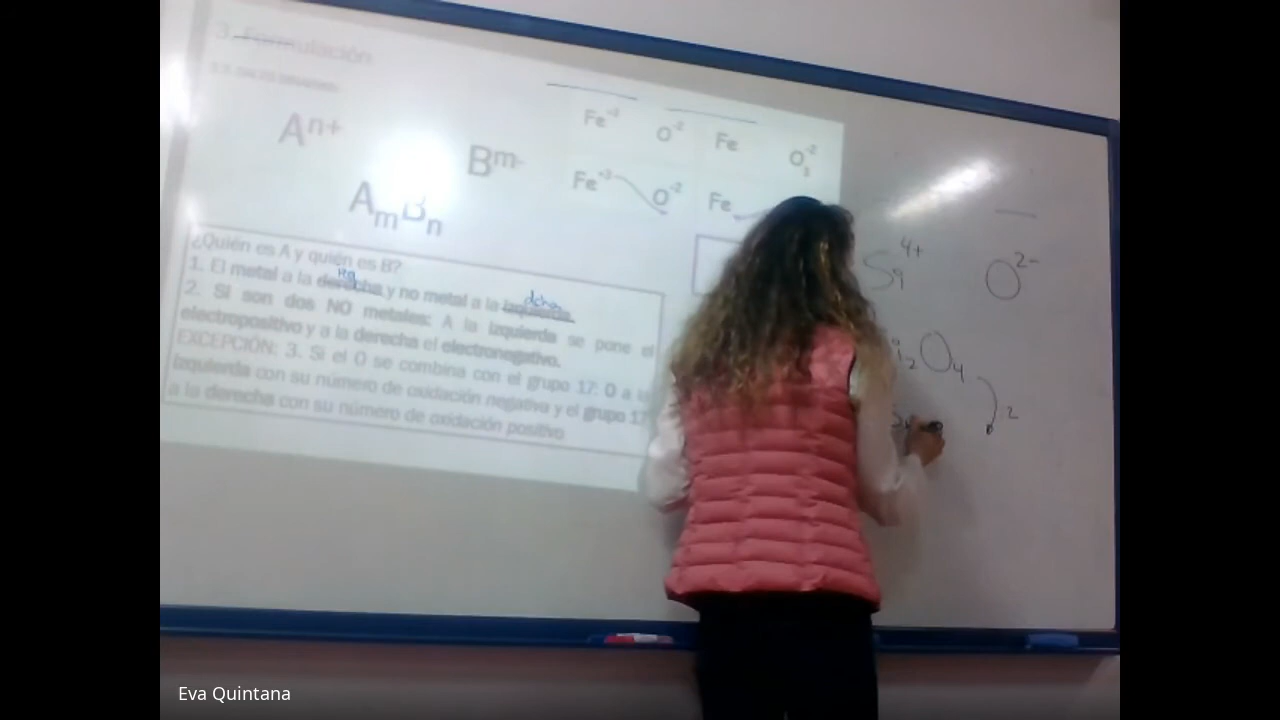 3. Formulación
A^n+
B^m-
A_m B_n
Fe^+3 O^-2 Fe O_3^-2
Fe^+3 O^-2 Fe
¿Quién es A y quién es B?
1. El metal a la derecha y no metal a la izquierda
dcha
2. Si son dos NO metales: A la izquierda se pone el
electropositivo y a la derecha el electronegativo.
EXCEPCIÓN: 3. Si el O se combina con el grupo 17: O a la
izquierda con su número de oxidación negativo y el grupo 17
a la derecha con su número de oxidación positivo
4+
O^2-
2 O_4
2
Eva Quintana